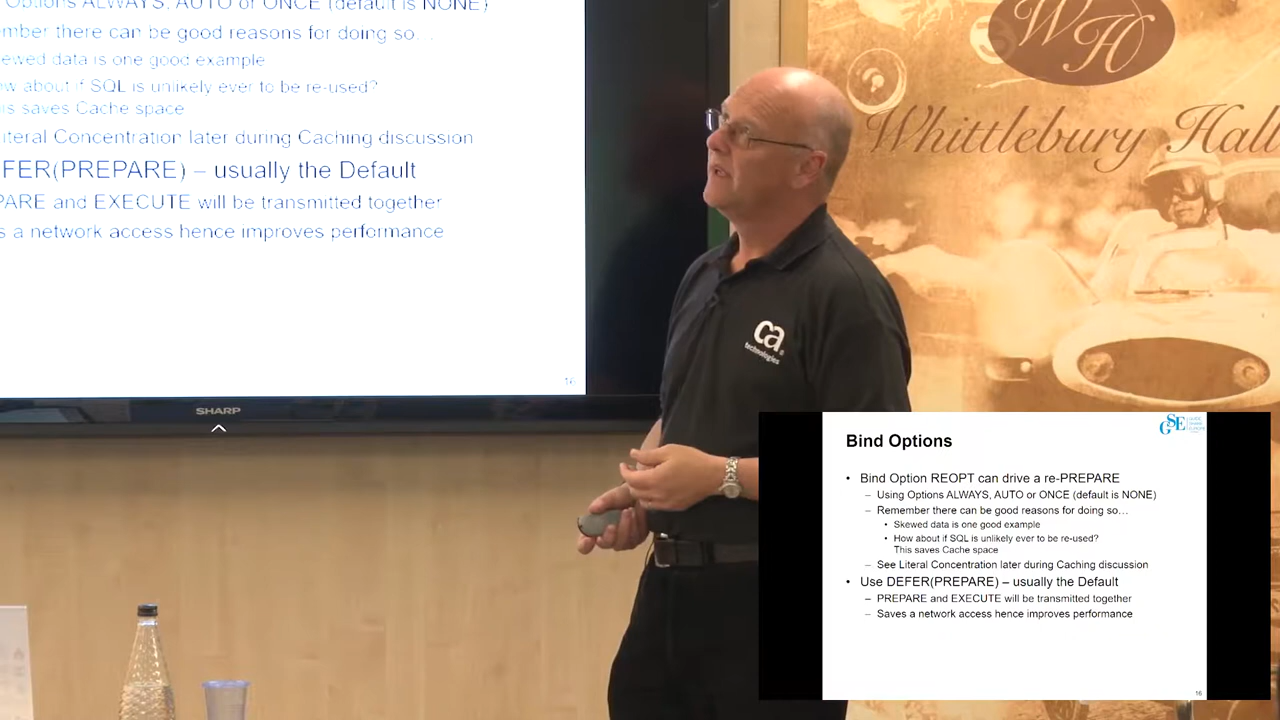 Options ALWAYS, AUTO or ONCE (default is NONE)
there can be good reasons for doing so…
data is one good example
about if SQL is unlikely ever to be re-used?
saves Cache space
Literal Concentration later during Caching discussion
FER(PREPARE) – usually the Default
PARE and EXECUTE will be transmitted together
s a network access hence improves performance
16
SHARP
WH
Whittlebury Hall
ca
technologies
GSE
Bind Options
• Bind Option REOPT can drive a re-PREPARE
– Using Options ALWAYS, AUTO or ONCE (default is NONE)
– Remember there can be good reasons for doing so…
• Skewed data is one good example
• How about if SQL is unlikely ever to be re-used?
This saves Cache space
– See Literal Concentration later during Caching discussion
• Use DEFER(PREPARE) – usually the Default
– PREPARE and EXECUTE will be transmitted together
– Saves a network access hence improves performance
16